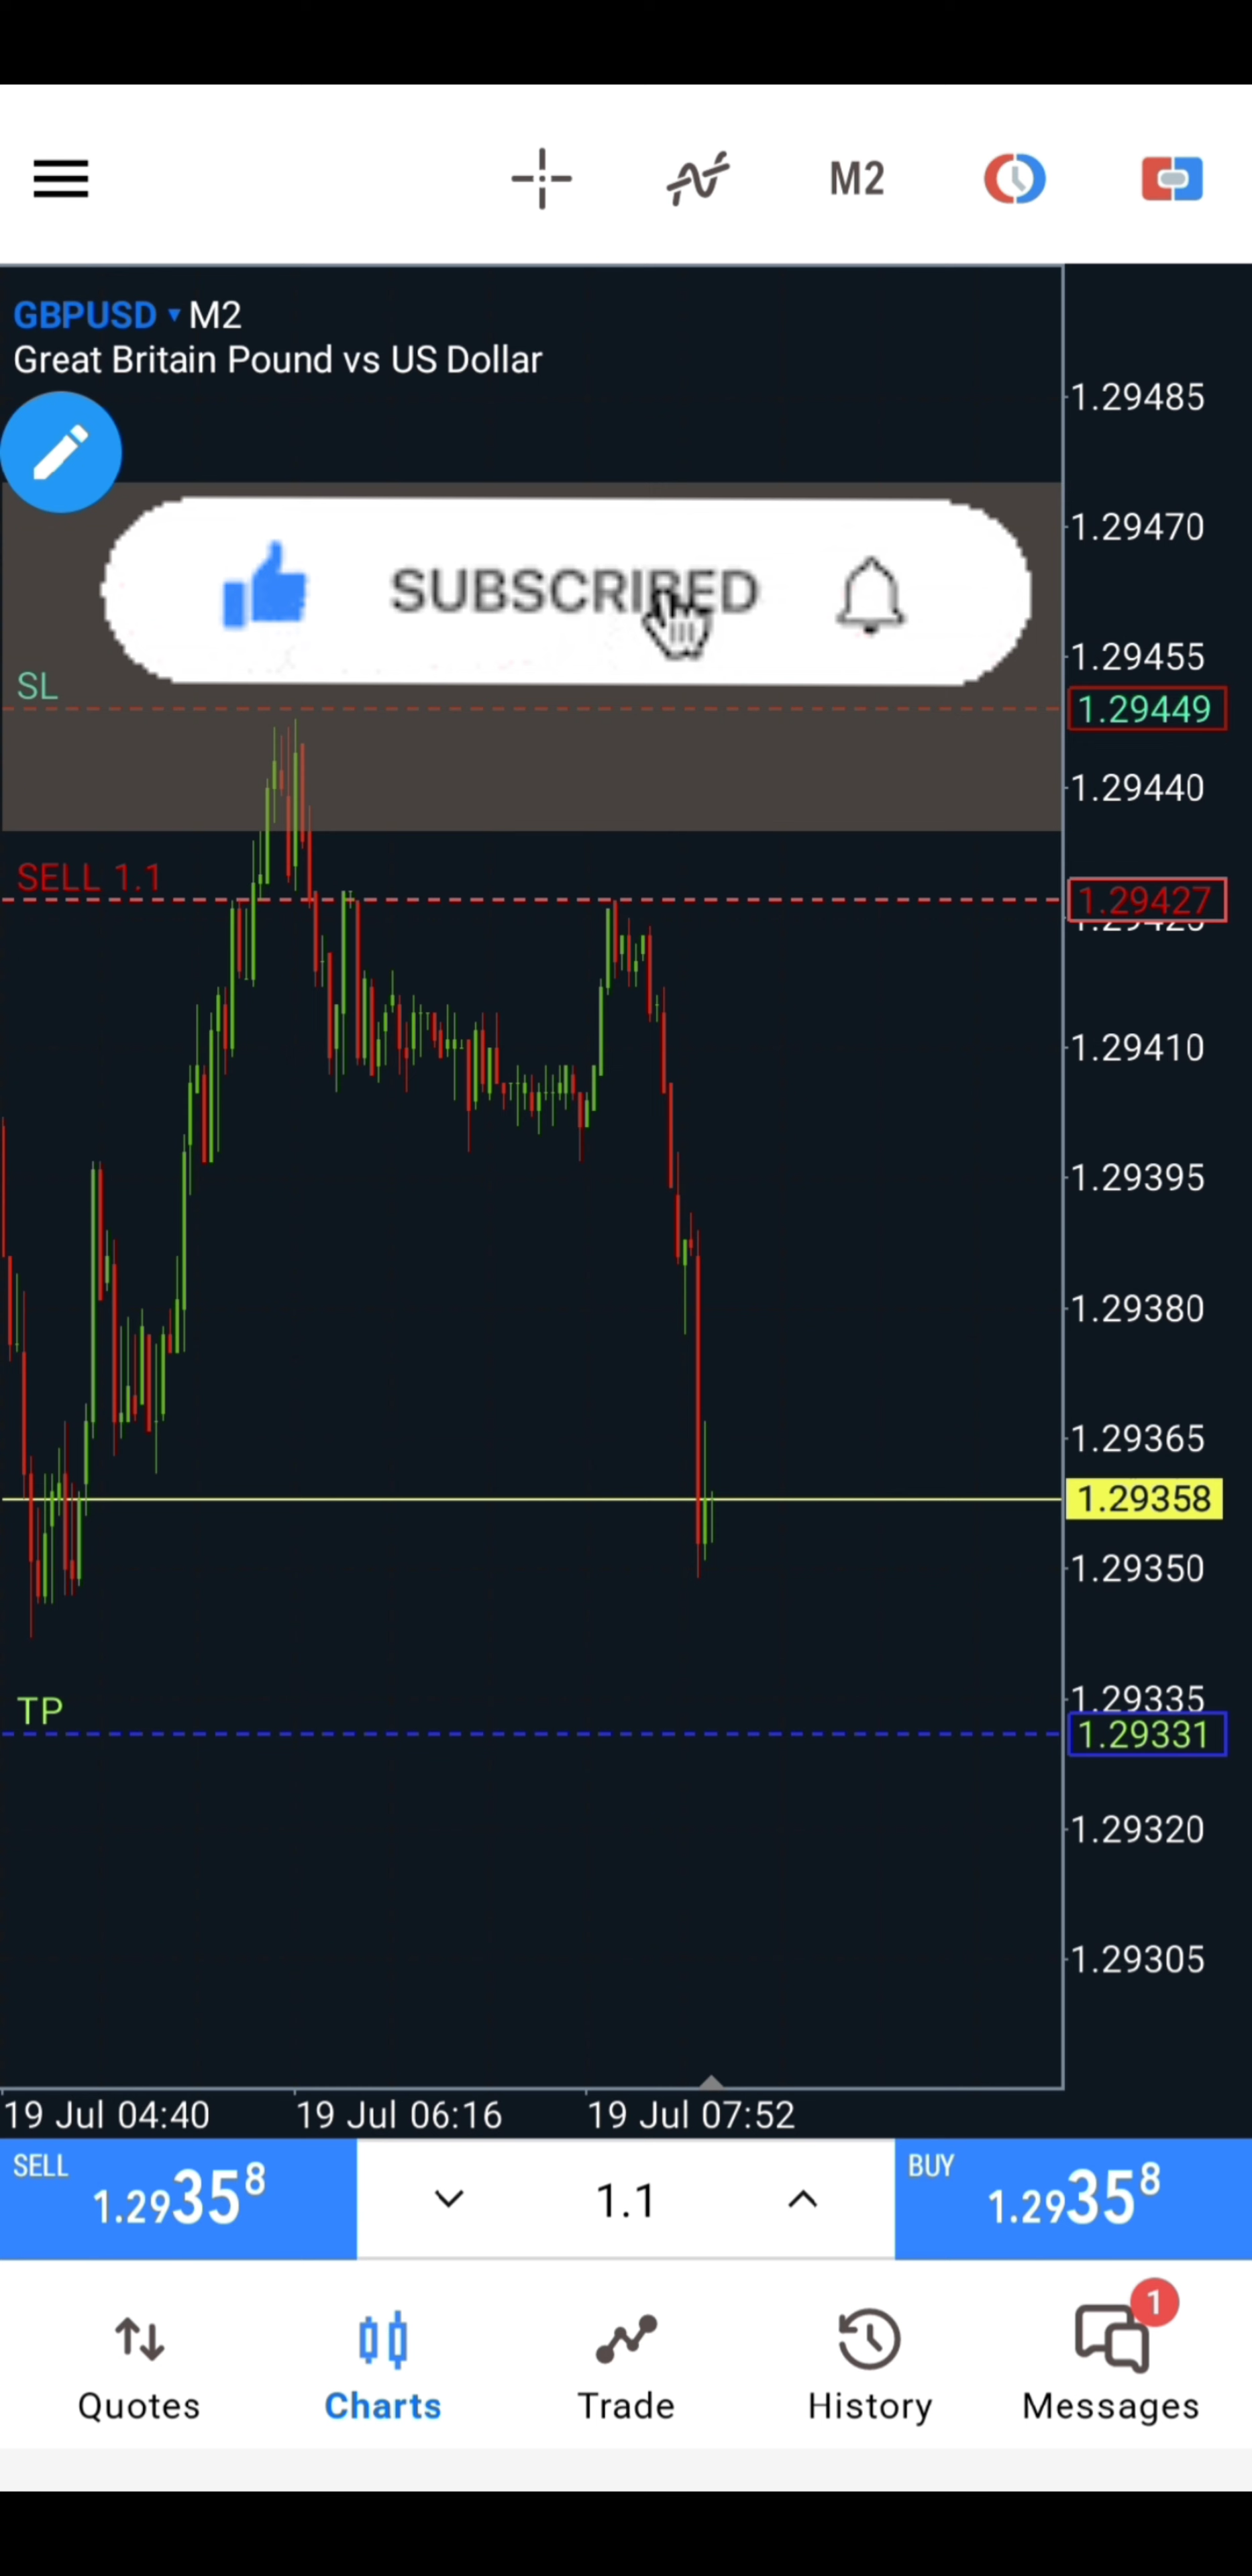 M2
GBPUSD ▾ M2
Great Britain Pound vs US Dollar
1.29485
1.29470
SUBSCRIBED
1.29455
SL
1.29449
1.29440
SELL 1.1
1.29427
1.29410
1.29395
1.29380
1.29365
1.29358
1.29350
TP
1.29335
1.29331
1.29320
1.29305
19 Jul 04:40
19 Jul 06:16
19 Jul 07:52
SELL
1.29358
1.1
BUY
1.29358
1
Quotes
Charts
Trade
History
Messages